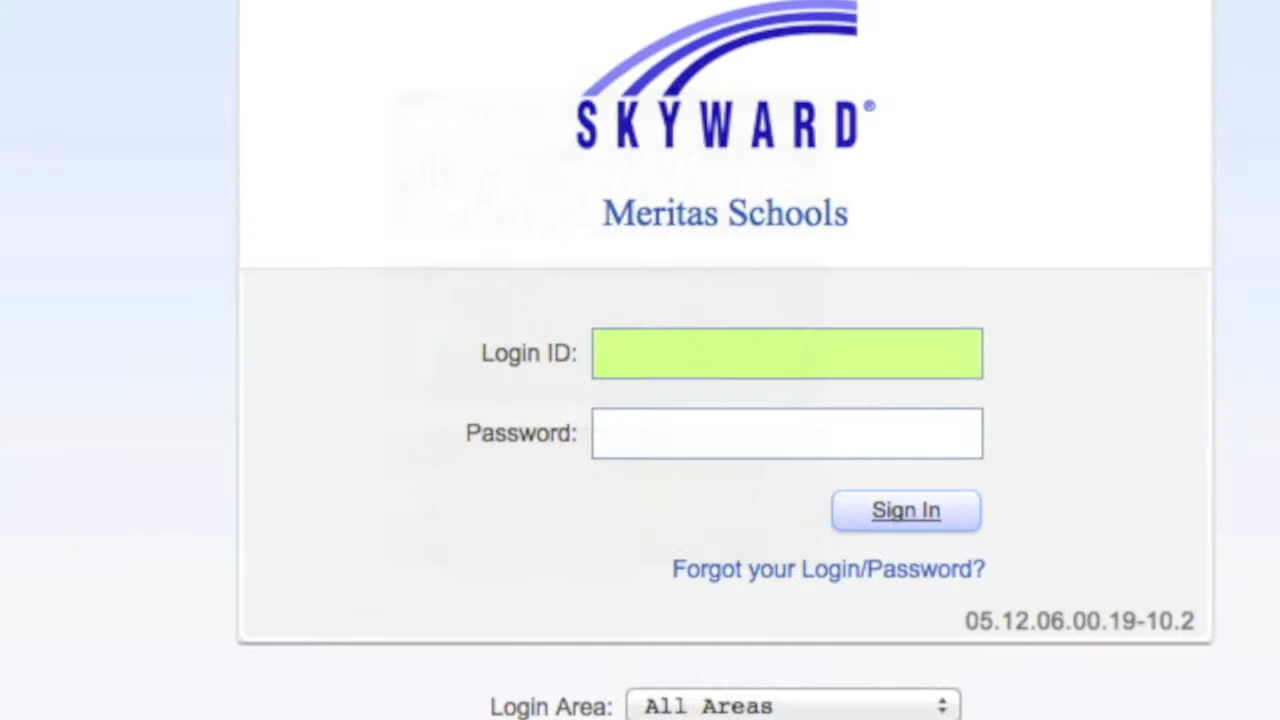 SKYWARD®
Meritas Schools
Login ID:
Password:
Sign In
Forgot your Login/Password?
05.12.06.00.19-10.2
Login Area: All Areas